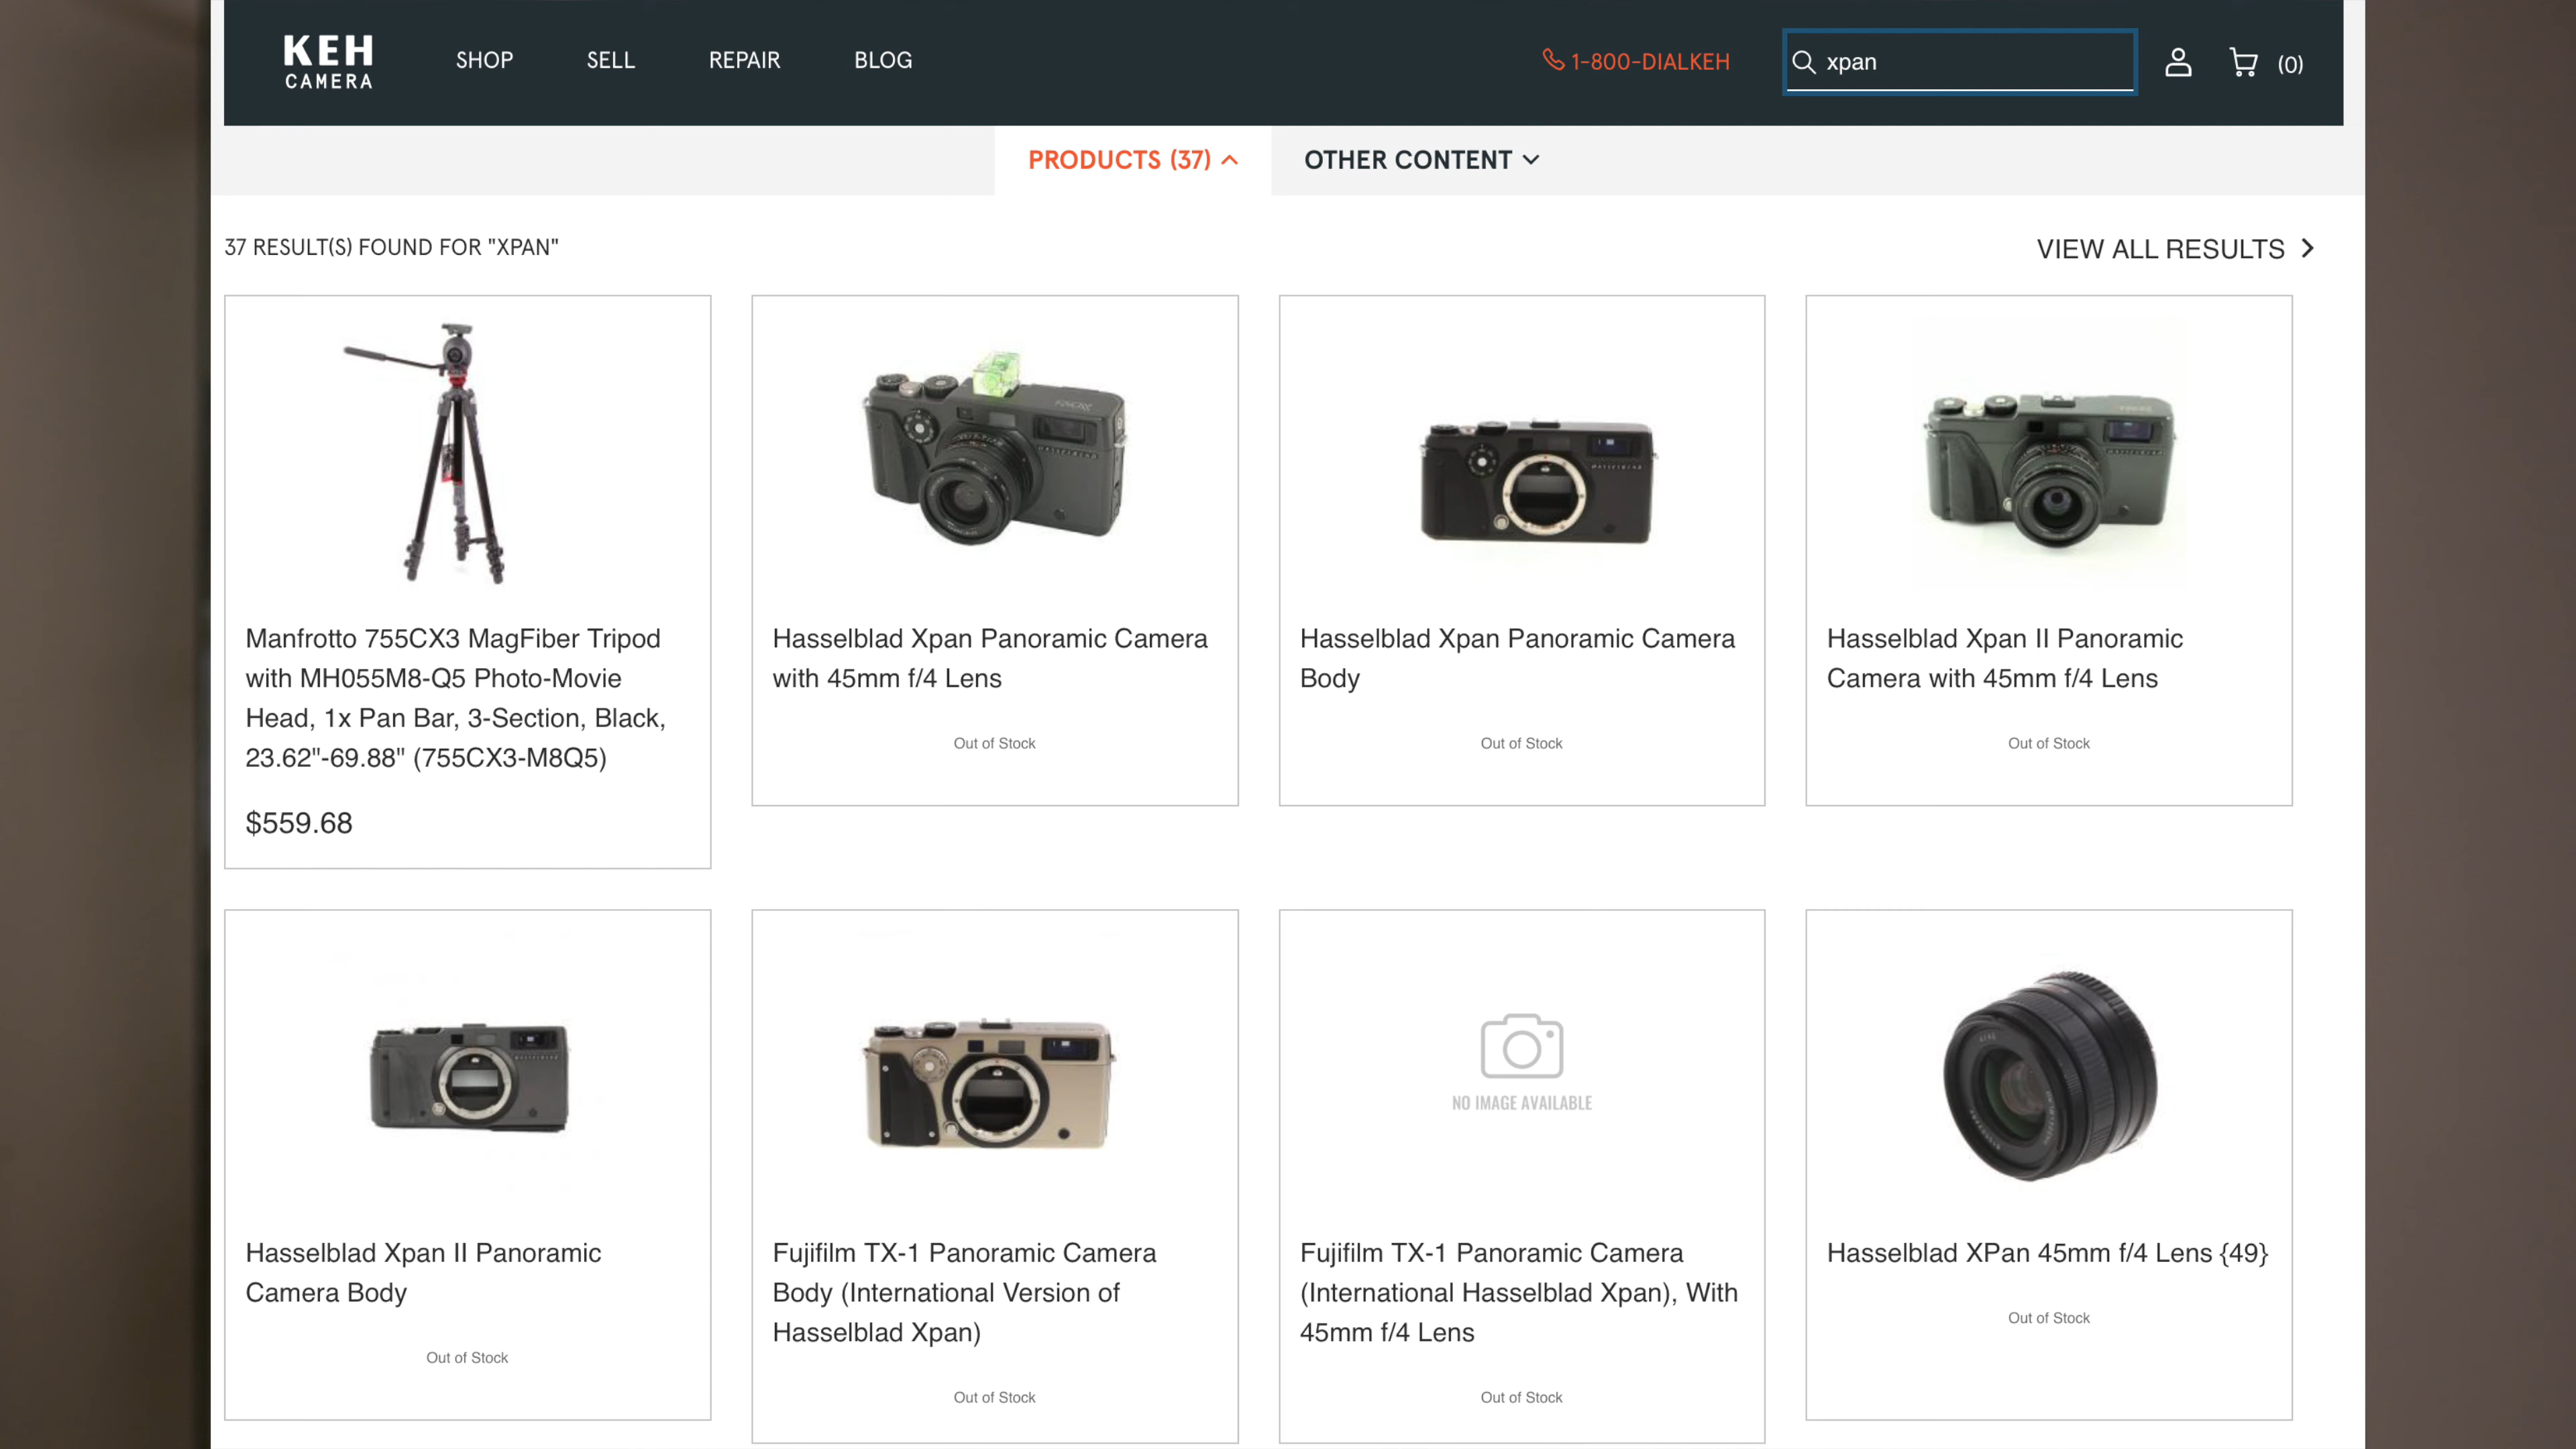 KEH
CAMERA
SHOP
SELL
REPAIR
BLOG
1-800-DIALKEH
xpan
(0)
PRODUCTS (37)
OTHER CONTENT
37 RESULT(S) FOUND FOR "XPAN"
VIEW ALL RESULTS
Manfrotto 755CX3 MagFiber Tripod
with MH055M8-Q5 Photo-Movie
Head, 1x Pan Bar, 3-Section, Black,
23.62"-69.88" (755CX3-M8Q5)
$559.68
HASSELBLAD
Hasselblad Xpan Panoramic Camera
with 45mm f/4 Lens
Out of Stock
HASSELBLAD
Hasselblad Xpan Panoramic Camera
Body
Out of Stock
HASSELBLAD
Hasselblad Xpan II Panoramic
Camera with 45mm f/4 Lens
Out of Stock
Hasselblad Xpan II Panoramic
Camera Body
Out of Stock
Fujifilm TX-1 Panoramic Camera
Body (International Version of
Hasselblad Xpan)
Out of Stock
NO IMAGE AVAILABLE
Fujifilm TX-1 Panoramic Camera
(International Hasselblad Xpan), With
45mm f/4 Lens
Out of Stock
Hasselblad XPan 45mm f/4 Lens {49}
Out of Stock